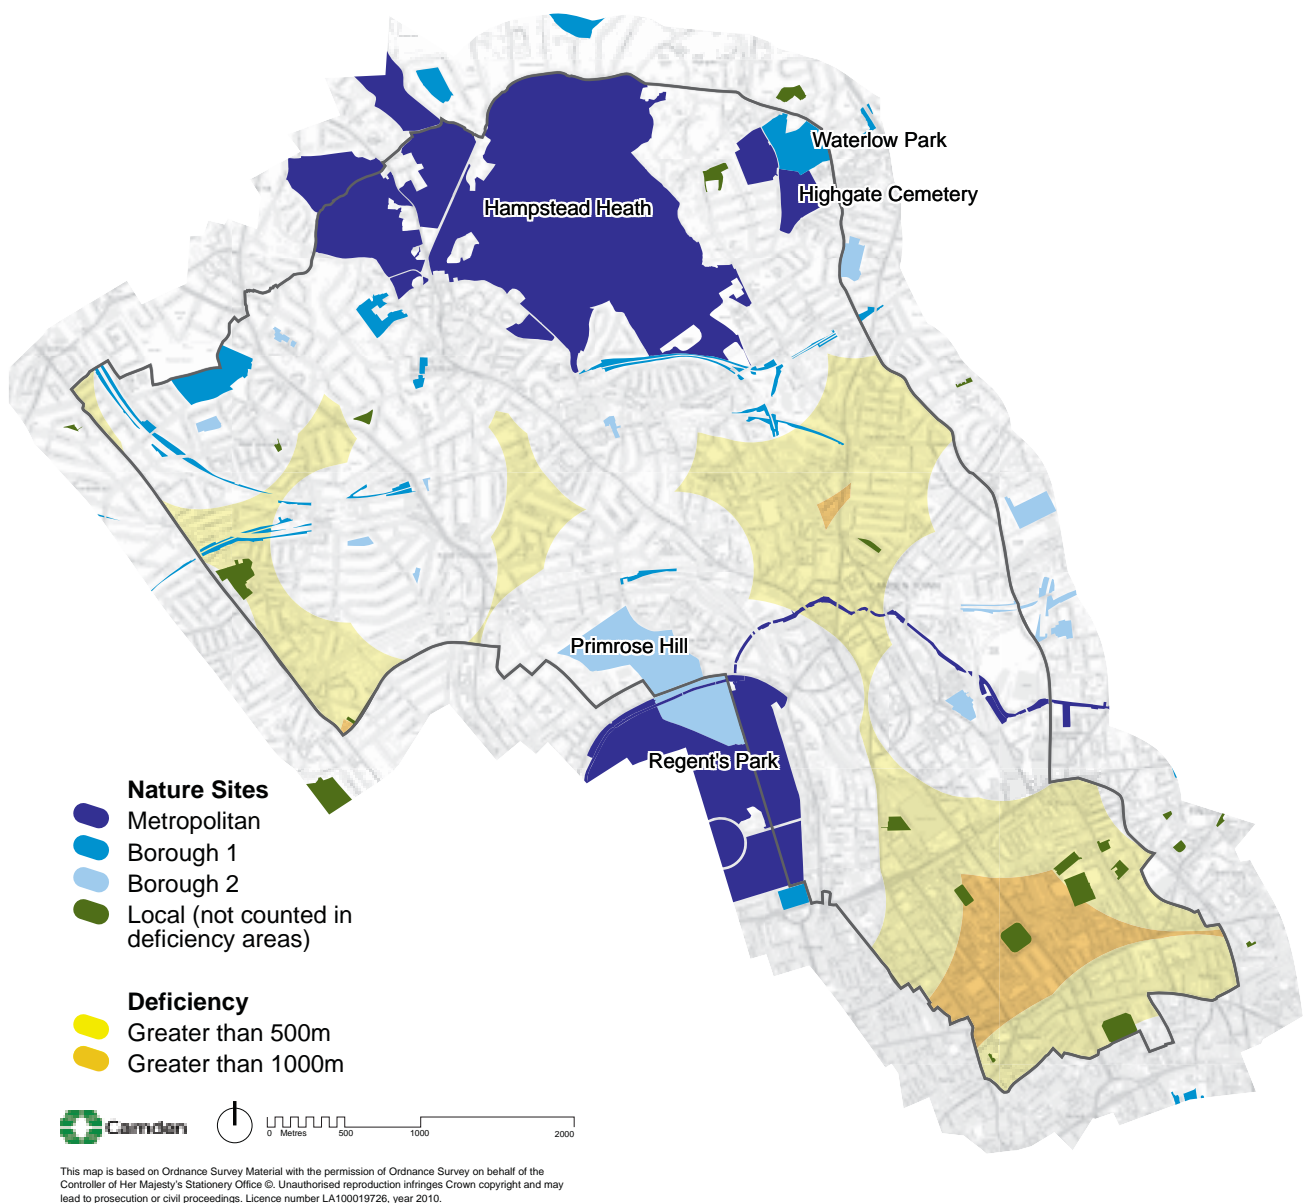 Waterlow Park
Highgate Cemetery
Hampstead Heath
Primrose Hill
Regent's Park
Nature Sites
Metropolitan
Borough 1
Borough 2
Local (not counted in
deficiency areas)
Deficiency
Greater than 500m
Greater than 1000m
Camden
0 Metres 500 1000 2000
This map is based on Ordnance Survey Material with the permission of Ordnance Survey on behalf of the
Controller of Her Majesty's Stationery Office ©. Unauthorised reproduction infringes Crown copyright and may
lead to prosecution or civil proceedings. Licence number LA100019726, year 2010.